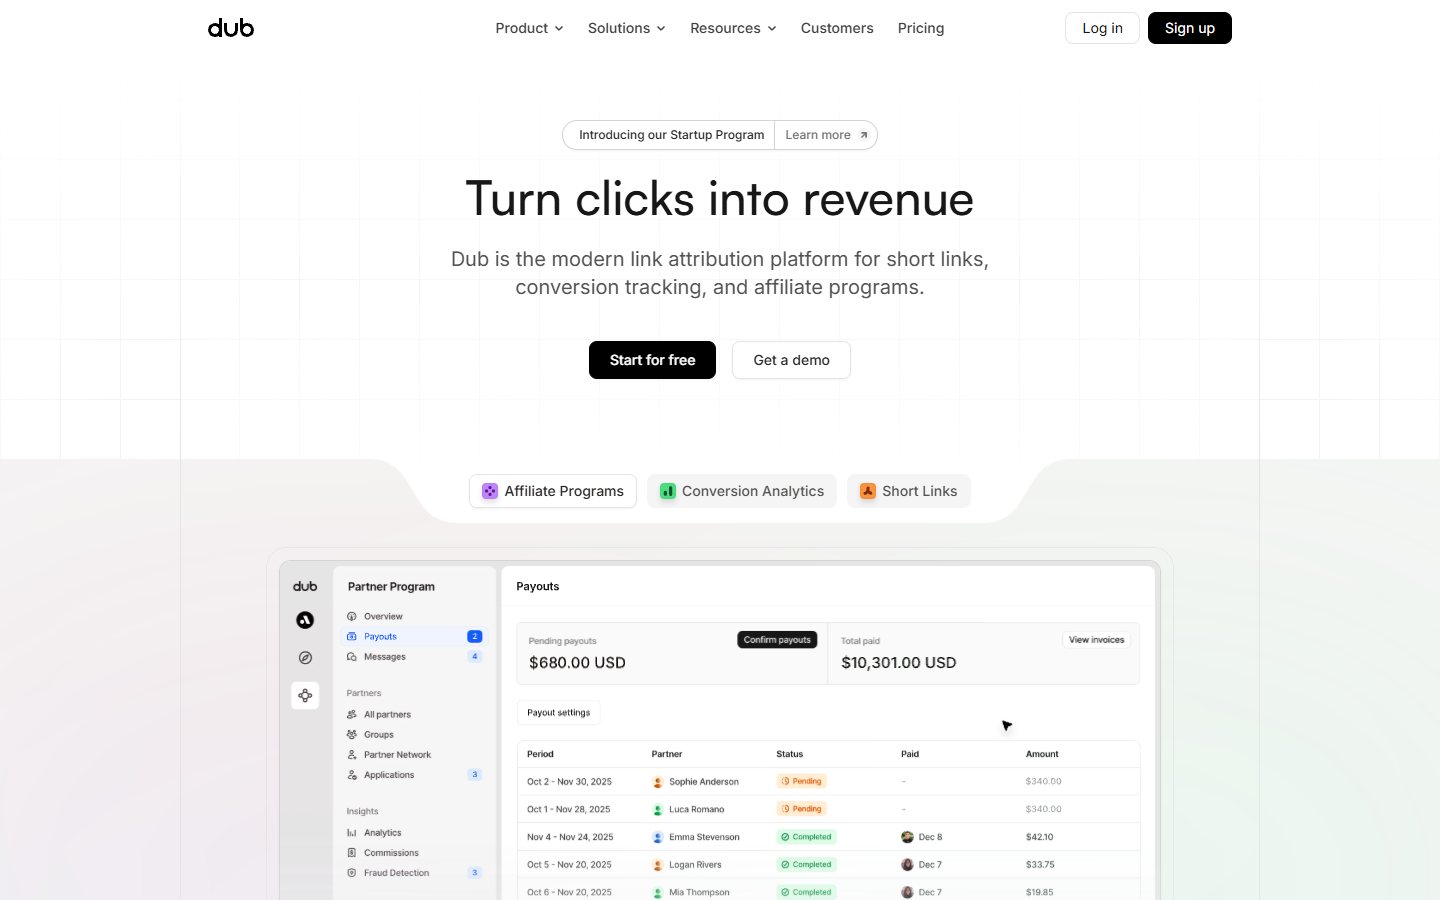 dub
Product
Solutions
Resources
Customers
Pricing
Log in
Sign up
Introducing our Startup Program
Learn more
Turn clicks into revenue
Dub is the modern link attribution platform for short links,
conversion tracking, and affiliate programs.
Start for free
Get a demo
Affiliate Programs
Conversion Analytics
Short Links
dub
Partner Program
Overview
Payouts 2
Messages 4
Partners
All partners
Groups
Partner Network
Applications 3
Insights
Analytics
Commissions
Fraud Detection 3
Payouts
Pending payouts
Confirm payouts
$680.00 USD
Total paid
View invoices
$10,301.00 USD
Payout settings
Period Partner Status Paid Amount
Oct 2 - Nov 30, 2025 Sophie Anderson Pending - $340.00
Oct 1 - Nov 28, 2025 Luca Romano Pending - $340.00
Nov 4 - Nov 24, 2025 Emma Stevenson Completed Dec 8 $42.10
Oct 5 - Nov 20, 2025 Logan Rivers Completed Dec 7 $33.75
Oct 6 - Nov 20, 2025 Mia Thompson Completed Dec 7 $19.85